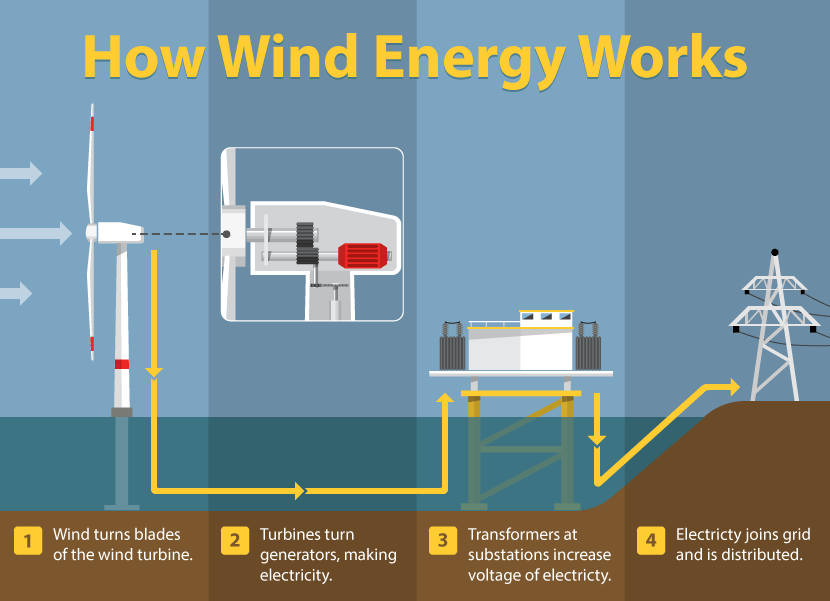 How Wind Energy Works
1
Wind turns blades
of the wind turbine.
2
Turbines turn
generators, making
electricity.
3
Transformers at
substations increase
voltage of electricty.
4
Electricty joins grid
and is distributed.